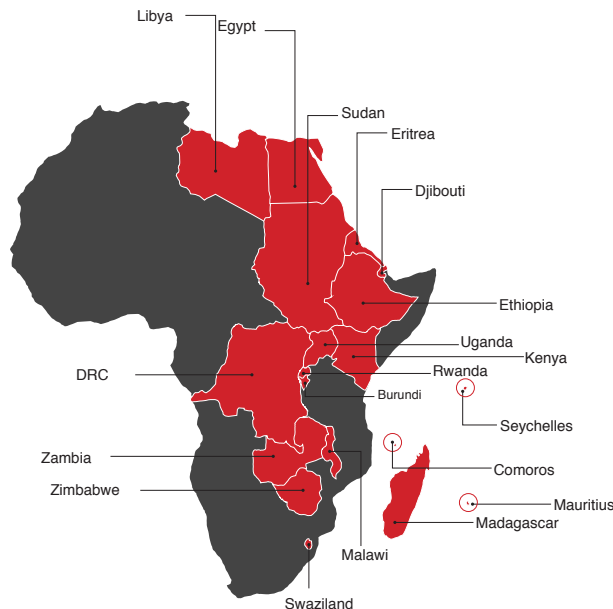 Libya
Egypt
Sudan
Eritrea
Djibouti
Ethiopia
Uganda
Kenya
DRC
Rwanda
Burundi
Seychelles
Zambia
Comoros
Zimbabwe
Mauritius
Madagascar
Malawi
Swaziland